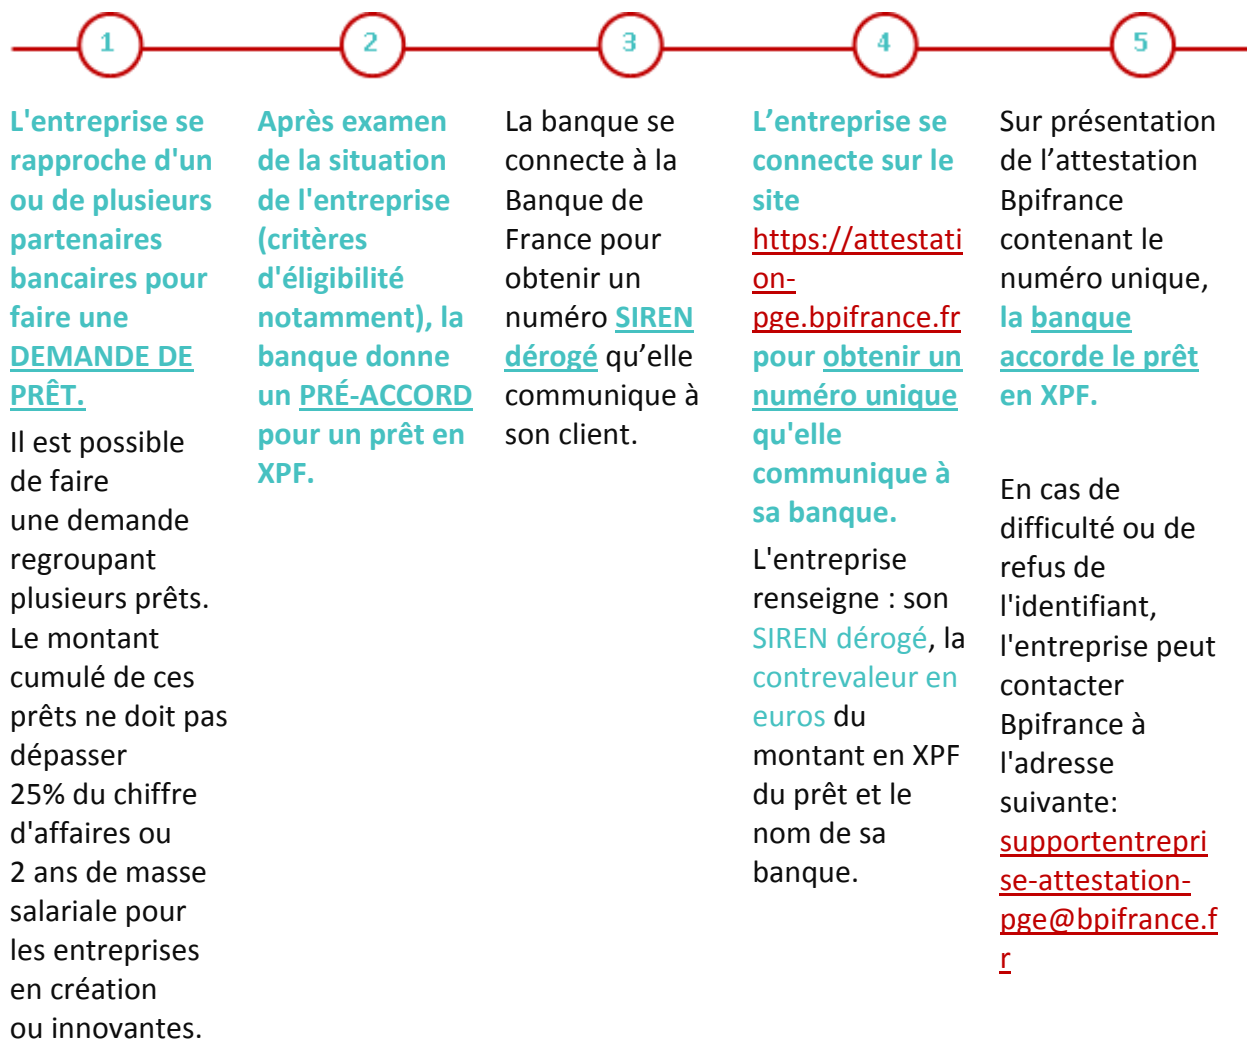 1
2
3
4
5
L'entreprise se
rapproche d'un
ou de plusieurs
partenaires
bancaires pour
faire une
DEMANDE DE
PRÊT.
Il est possible
de faire
une demande
regroupant
plusieurs prêts.
Le montant
cumulé de ces
prêts ne doit pas
dépasser
25% du chiffre
d'affaires ou
2 ans de masse
salariale pour
les entreprises
en création
ou innovantes.
Après examen
de la situation
de l'entreprise
(critères
d'éligibilité
notamment), la
banque donne
un PRÉ-ACCORD
pour un prêt en
XPF.
La banque se
connecte à la
Banque de
France pour
obtenir un
numéro SIREN
dérogé qu’elle
communique à
son client.
L’entreprise se
connecte sur le
site
https://attestati
on-
pge.bpifrance.fr
pour obtenir un
numéro unique
qu'elle
communique à
sa banque.
L'entreprise
renseigne : son
SIREN dérogé, la
contrevaleur en
euros du
montant en XPF
du prêt et le
nom de sa
banque.
Sur présentation
de l’attestation
Bpifrance
contenant le
numéro unique,
la banque
accorde le prêt
en XPF.
En cas de
difficulté ou de
refus de
l'identifiant,
l'entreprise peut
contacter
Bpifrance à
l'adresse
suivante:
supportentrepri
se-attestation-
pge@bpifrance.f
r